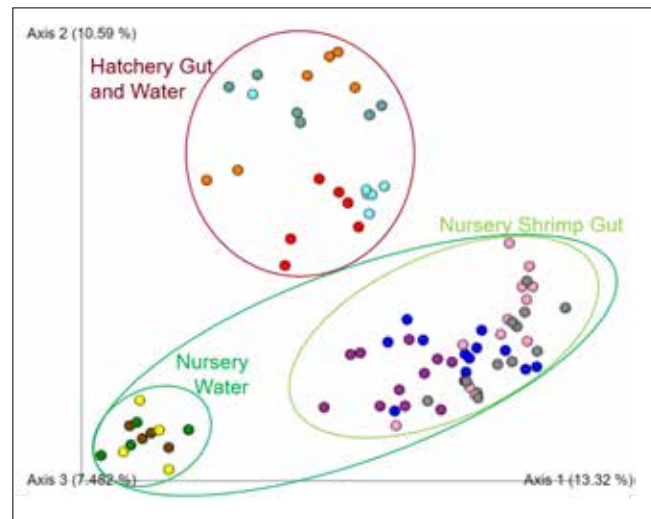 Axis 2 (10.59 %)
Hatchery Gut
and Water
Nursery Shrimp Gut
Nursery
Water
Axis 3 (7.482 %)
Axis 1 (13.32 %)